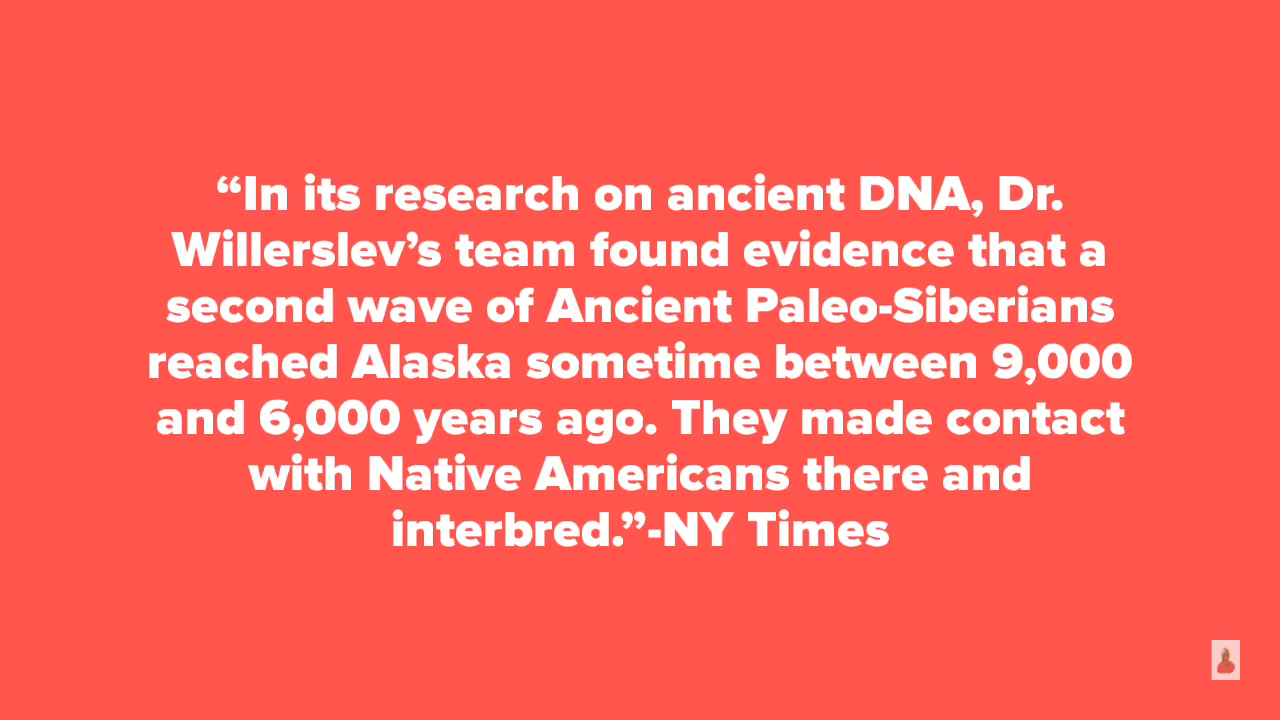 “In its research on ancient DNA, Dr.
Willerslev’s team found evidence that a
second wave of Ancient Paleo-Siberians
reached Alaska sometime between 9,000
and 6,000 years ago. They made contact
with Native Americans there and
interbred.”-NY Times